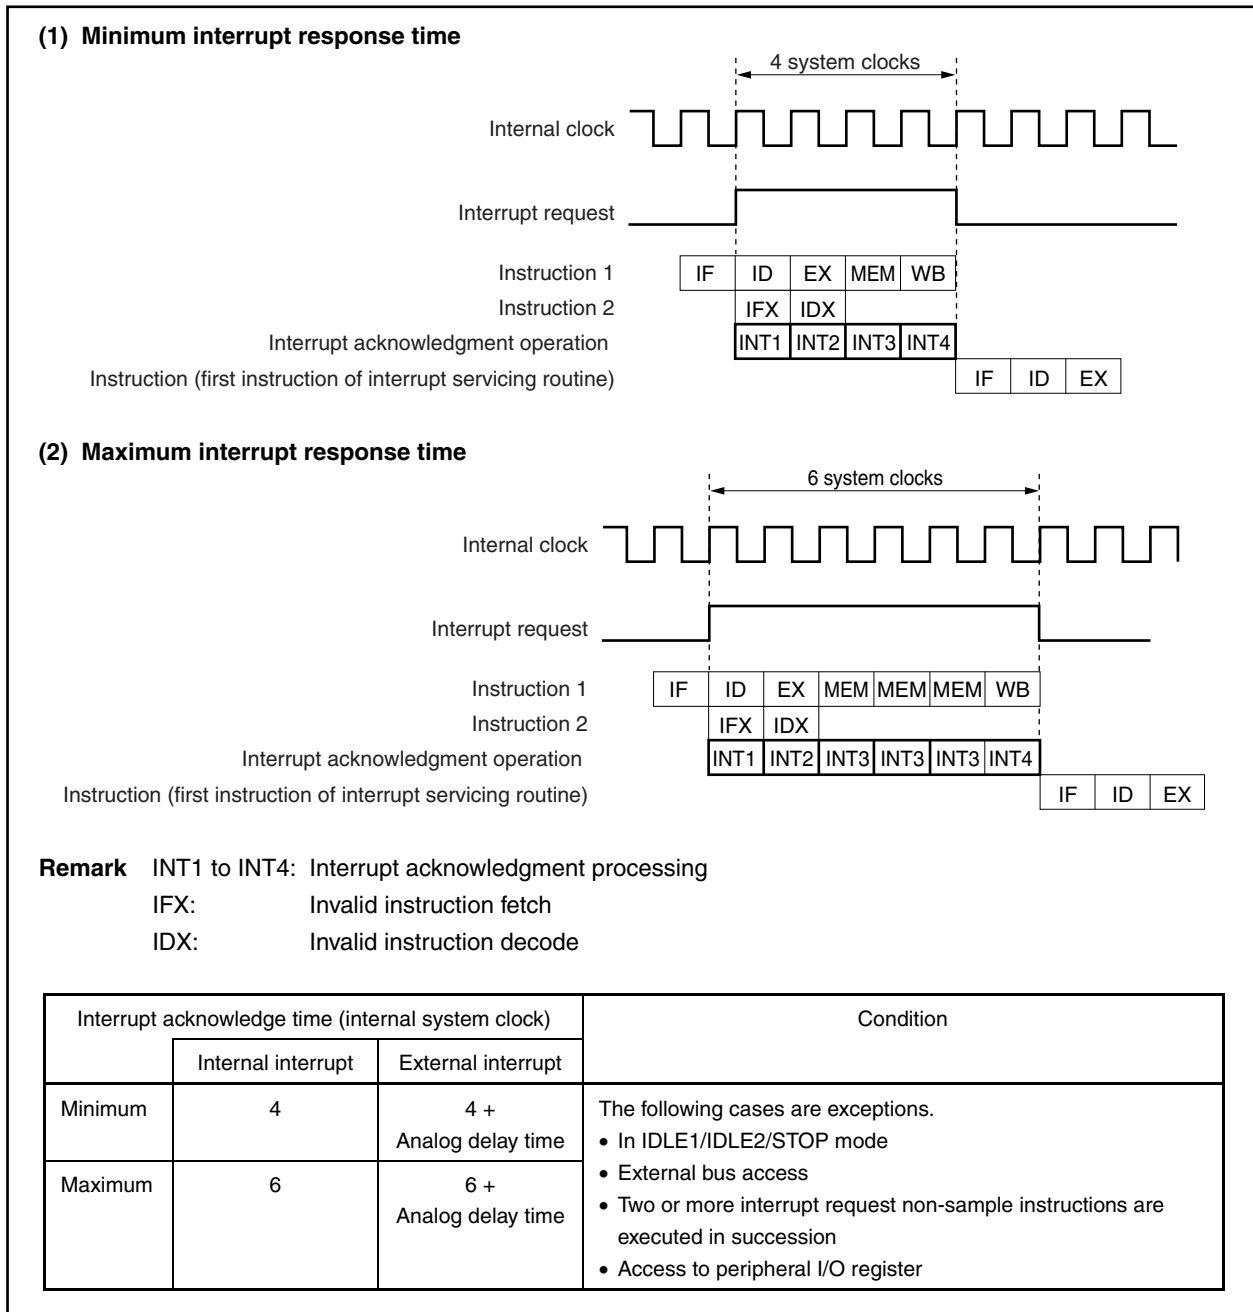 (1) Minimum interrupt response time
4 system clocks
Internal clock
Interrupt request
Instruction 1 IF ID EX MEM WB
Instruction 2 IFX IDX
Interrupt acknowledgment operation INT1 INT2 INT3 INT4
Instruction (first instruction of interrupt servicing routine) IF ID EX
(2) Maximum interrupt response time
6 system clocks
Internal clock
Interrupt request
Instruction 1 IF ID EX MEM MEM MEM WB
Instruction 2 IFX IDX
Interrupt acknowledgment operation INT1 INT2 INT3 INT3 INT3 INT4
Instruction (first instruction of interrupt servicing routine) IF ID EX
Remark INT1 to INT4: Interrupt acknowledgment processing
IFX: Invalid instruction fetch
IDX: Invalid instruction decode
Interrupt acknowledge time (internal system clock) Condition
Internal interrupt External interrupt
Minimum 4 4 +
Analog delay time
Maximum 6 6 +
Analog delay time
The following cases are exceptions.
• In IDLE1/IDLE2/STOP mode
• External bus access
• Two or more interrupt request non-sample instructions are
executed in succession
• Access to peripheral I/O register